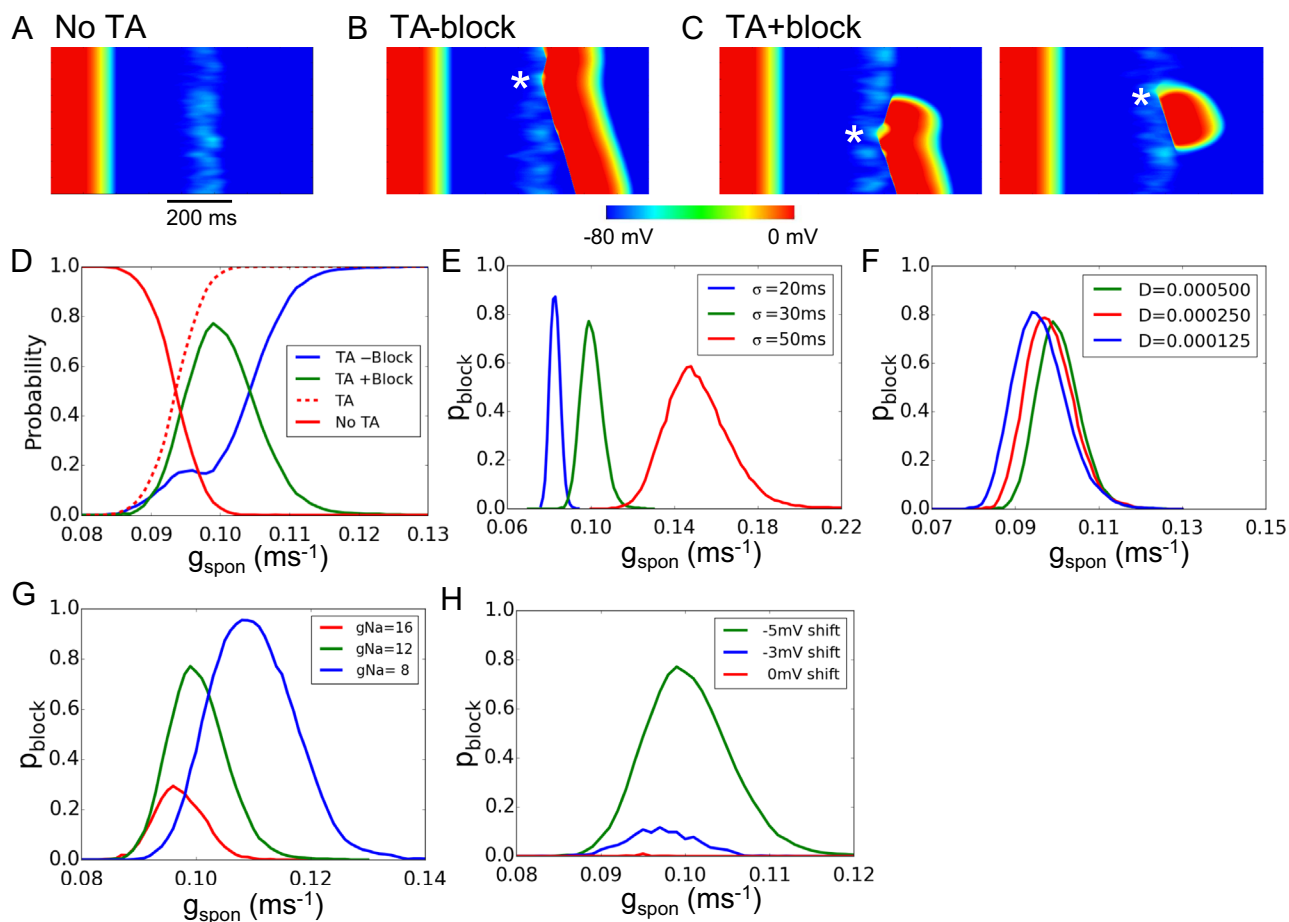 A No TA
B TA-block
C TA+block
*
*
*
200 ms
-80 mV 0 mV
D
Probability
1.0
0.8
0.6
0.4
0.2
0.0
0.08 0.09 0.10 0.11 0.12 0.13
gspon (ms-1)
TA −Block
TA +Block
TA
No TA
E
pblock
1.0
0.8
0.6
0.4
0.2
0.0
0.06 0.10 0.14 0.18 0.22
gspon (ms-1)
σ =20ms
σ =30ms
σ =50ms
F
pblock
1.0
0.8
0.6
0.4
0.2
0.0
0.07 0.09 0.11 0.13 0.15
gspon (ms-1)
D=0.000500
D=0.000250
D=0.000125
G
pblock
1.0
0.8
0.6
0.4
0.2
0.0
0.08 0.10 0.12 0.14
gspon (ms-1)
gNa=16
gNa=12
gNa= 8
H
pblock
1.0
0.8
0.6
0.4
0.2
0.0
0.08 0.09 0.10 0.11 0.12
gspon (ms-1)
-5mV shift
-3mV shift
0mV shift